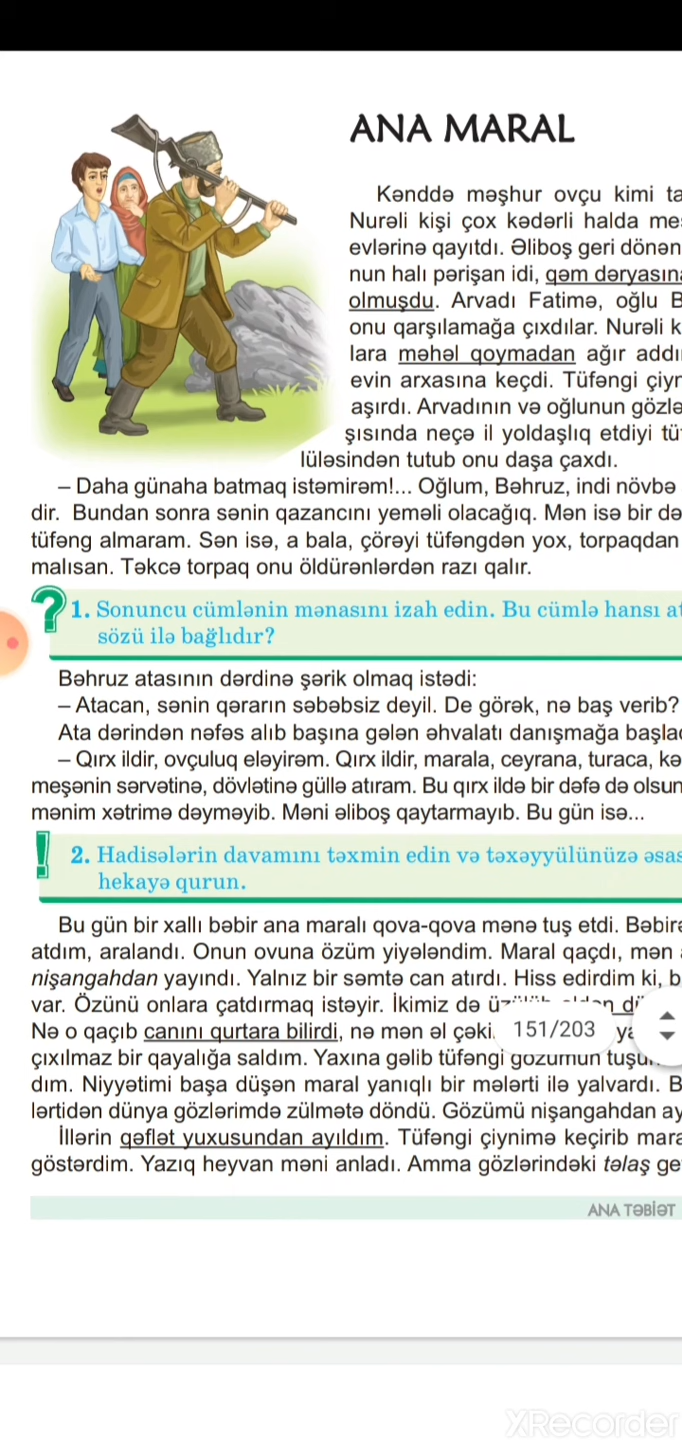 ANA MARAL
Kənddə məşhur ovçu kimi ta
Nurəli kişi çox kədərli halda me
evlərinə qayıtdı. Əliboş geri dönən
nun halı pərişan idi, qəm dəryasına
olmuşdu. Arvadı Fatimə, oğlu B
onu qarşılamağa çıxdılar. Nurəli k
lara məhəl qoymadan ağır addı
evin arxasına keçdi. Tüfəngi çiyn
aşırdı. Arvadının və oğlunun gözlə
şısında neçə il yoldaşlıq etdiyi tü
lüləsindən tutub onu daşa çaxdı.
– Daha günaha batmaq istəmirəm!... Oğlum, Bəhruz, indi növbə
dir. Bundan sonra sənin qazancını yeməli olacağıq. Mən isə bir də
tüfəng almaram. Sən isə, a bala, çörəyi tüfəngdən yox, torpaqdan
malısan. Təkcə torpaq onu öldürənlərdən razı qalır.
? 1. Sonuncu cümlənin mənasını izah edin. Bu cümlə hansı at
sözü ilə bağlıdır?
Bəhruz atasının dərdinə şərik olmaq istədi:
– Atacan, sənin qərarın səbəbsiz deyil. De görək, nə baş verib?
Ata dərindən nəfəs alıb başına gələn əhvalatı danışmağa başla
– Qırx ildir, ovçuluq eləyirəm. Qırx ildir, marala, ceyrana, turaca, kə
meşənin sərvətinə, dövlətinə güllə atıram. Bu qırx ildə bir dəfə də olsun
mənim xətrimə dəyməyib. Məni əliboş qaytarmayıb. Bu gün isə...
! 2. Hadisələrin davamını təxmin edin və təxəyyülünüzə əsas
hekayə qurun.
Bu gün bir xallı bəbir ana maralı qova-qova mənə tuş etdi. Bəbirə
atdım, aralandı. Onun ovuna özüm yiyələndim. Maral qaçdı, mən
nişangahdan yayındı. Yalnız bir səmtə can atırdı. Hiss edirdim ki, b
var. Özünü onlara çatdırmaq istəyir. İkimiz də
Nə o qaçıb canını qurtara bilirdi, nə mən əl çəki 151/203
çıxılmaz bir qayalığa saldım. Yaxına gəlib tüfəngi gözümün tuşu
dım. Niyyətimi başa düşən maral yanıqlı bir mələrti ilə yalvardı. B
lərtidən dünya gözlərimdə zülmətə döndü. Gözümü nişangahdan ay
İllərin qəflət yuxusundan ayıldım. Tüfəngi çiynimə keçirib mara
göstərdim. Yazıq heyvan məni anladı. Amma gözlərindəki təlaş ge
ANA TƏBİƏT
XRecorder